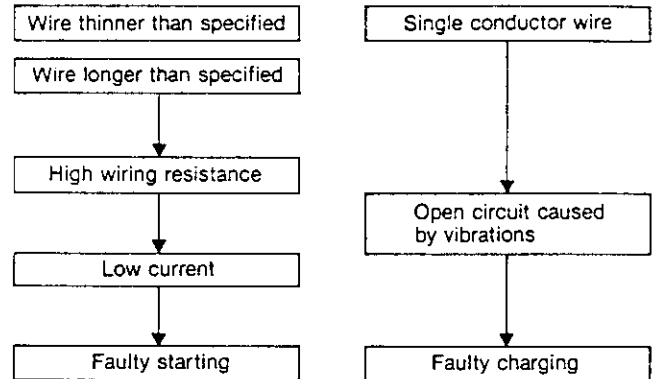 Wire thinner than specified
Wire longer than specified
High wiring resistance
Low current
Faulty starting
Single conductor wire
Open circuit caused
by vibrations
Faulty charging